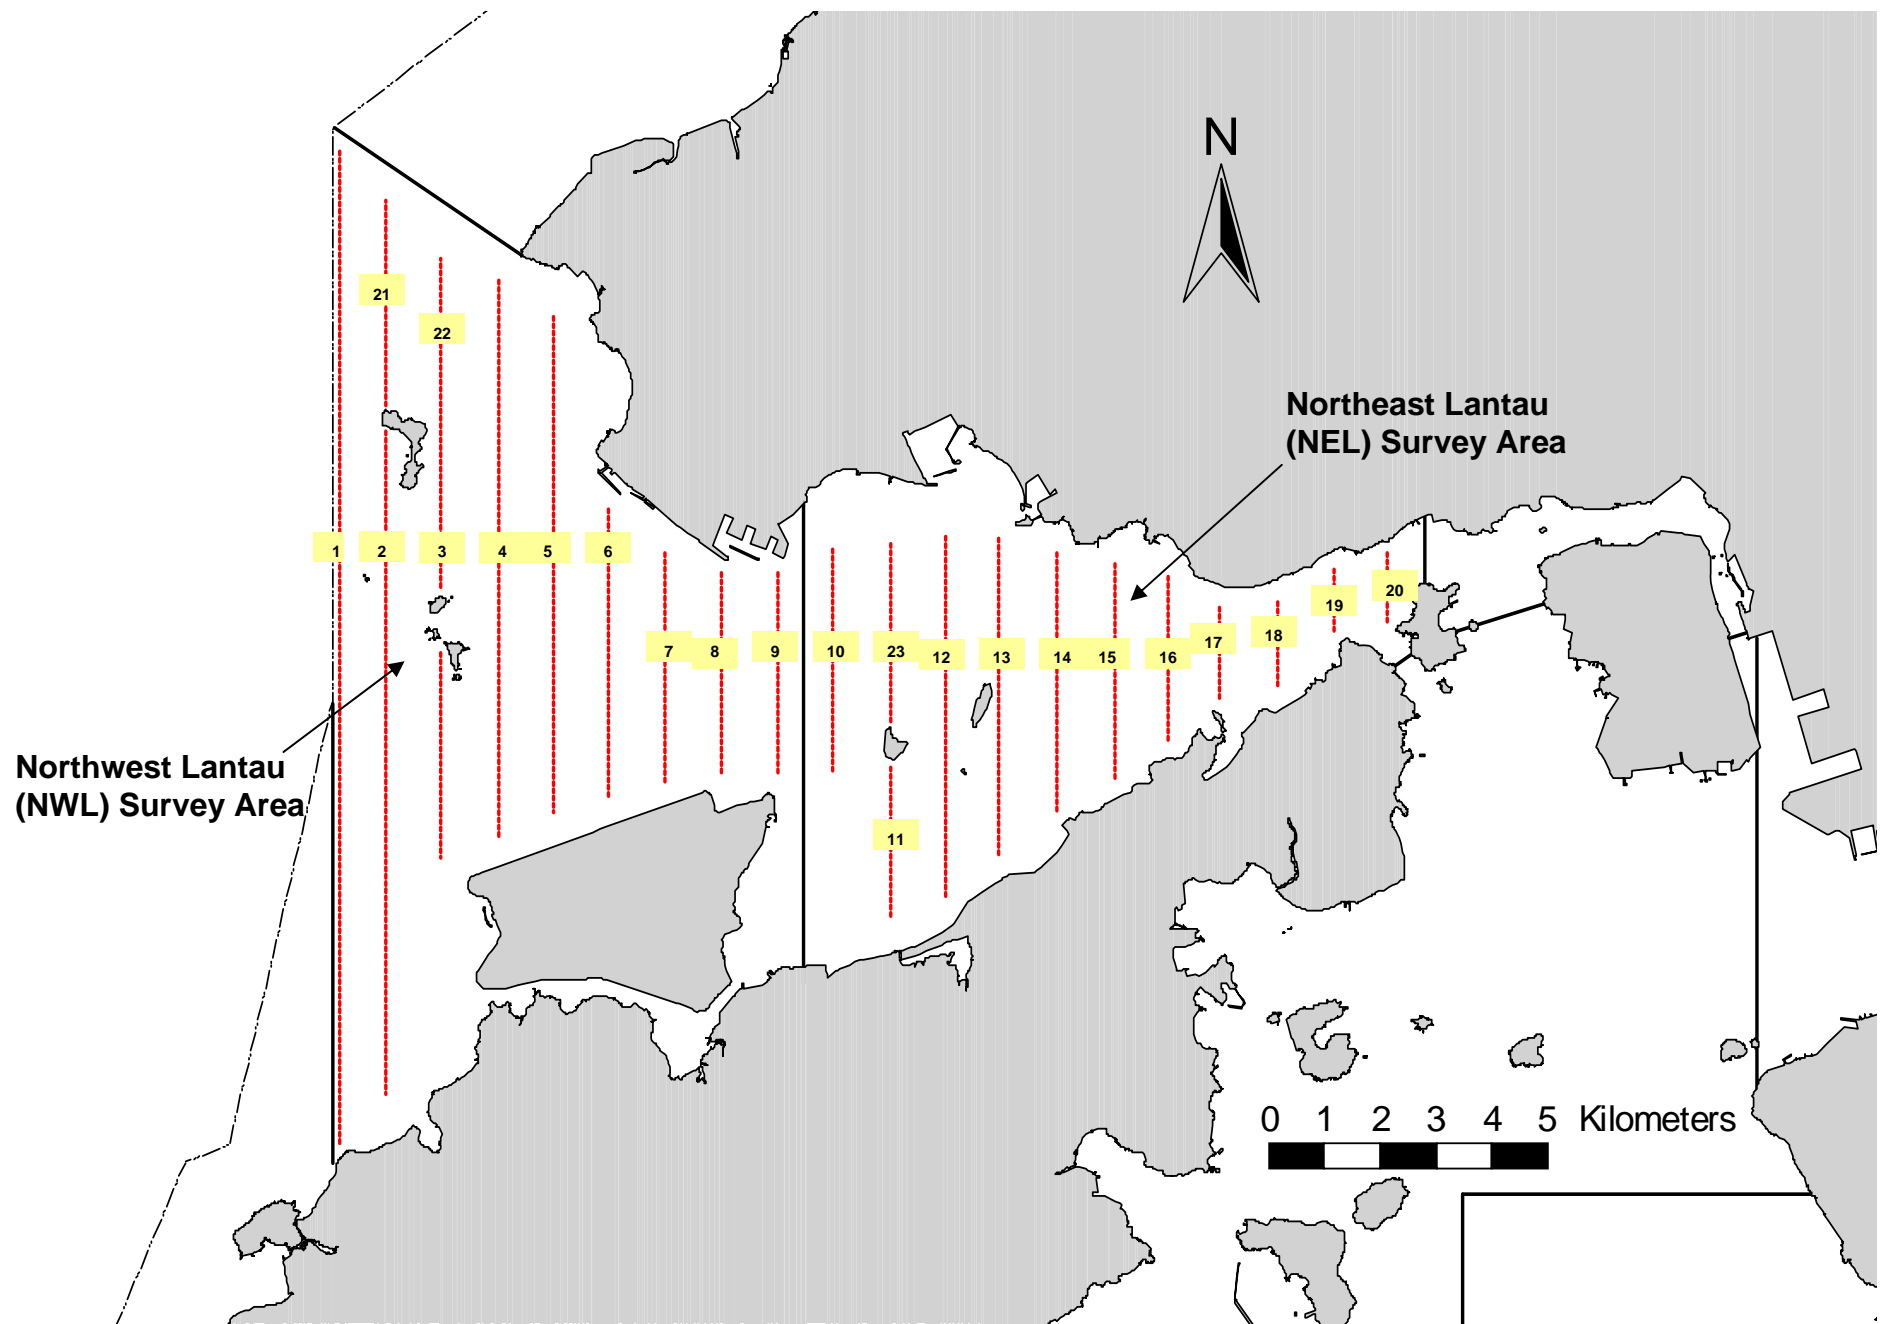 N
21
22
Northeast Lantau
(NEL) Survey Area
1 2 3 4 5 6
19 20
7 8 9 10 23 12 13 14 15 16 17 18
Northwest Lantau
(NWL) Survey Area
11
0 1 2 3 4 5 Kilometers